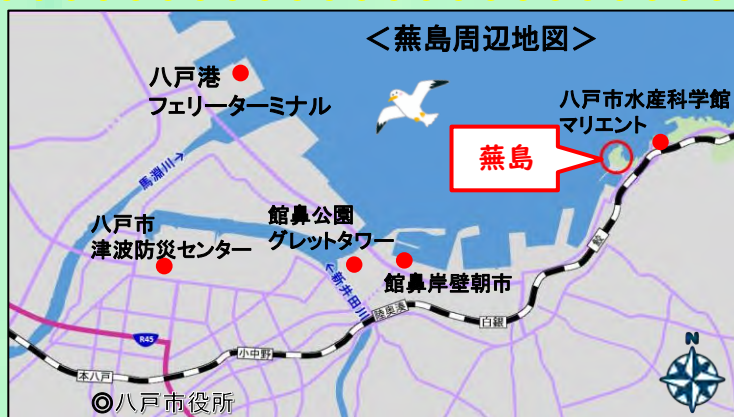 ＜蕪島周辺地図＞
八戸港
フェリーターミナル
八戸市水産科学館
マリエント
蕪島
馬淵川→
八戸市
津波防災センター
館鼻公園
グレットタワー
←新井田川
館鼻岸壁朝市
鮫
白銀
陸奥湊
小中野
本八戸
R45
N
◎八戸市役所